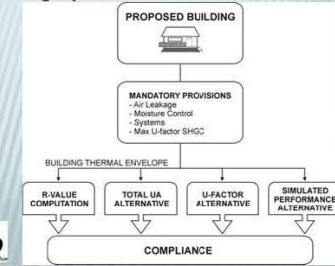 PROPOSED BUILDING
MANDATORY PROVISIONS
- Air Leakage
- Moisture Control
- Systems
- Max U-factor SHGC
BUILDING THERMAL ENVELOPE
R-VALUE
COMPUTATION
TOTAL UA
ALTERNATIVE
U-FACTOR
ALTERNATIVE
SIMULATED
PERFORMANCE
ALTERNATIVE
COMPLIANCE